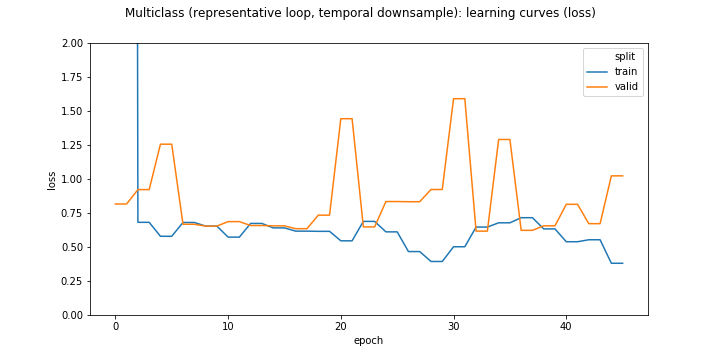 Multiclass (representative loop, temporal downsample): learning curves (loss)
2.00
1.75
1.50
1.25
1.00
0.75
0.50
0.25
0.00
loss
split
train
valid
0 10 20 30 40
epoch